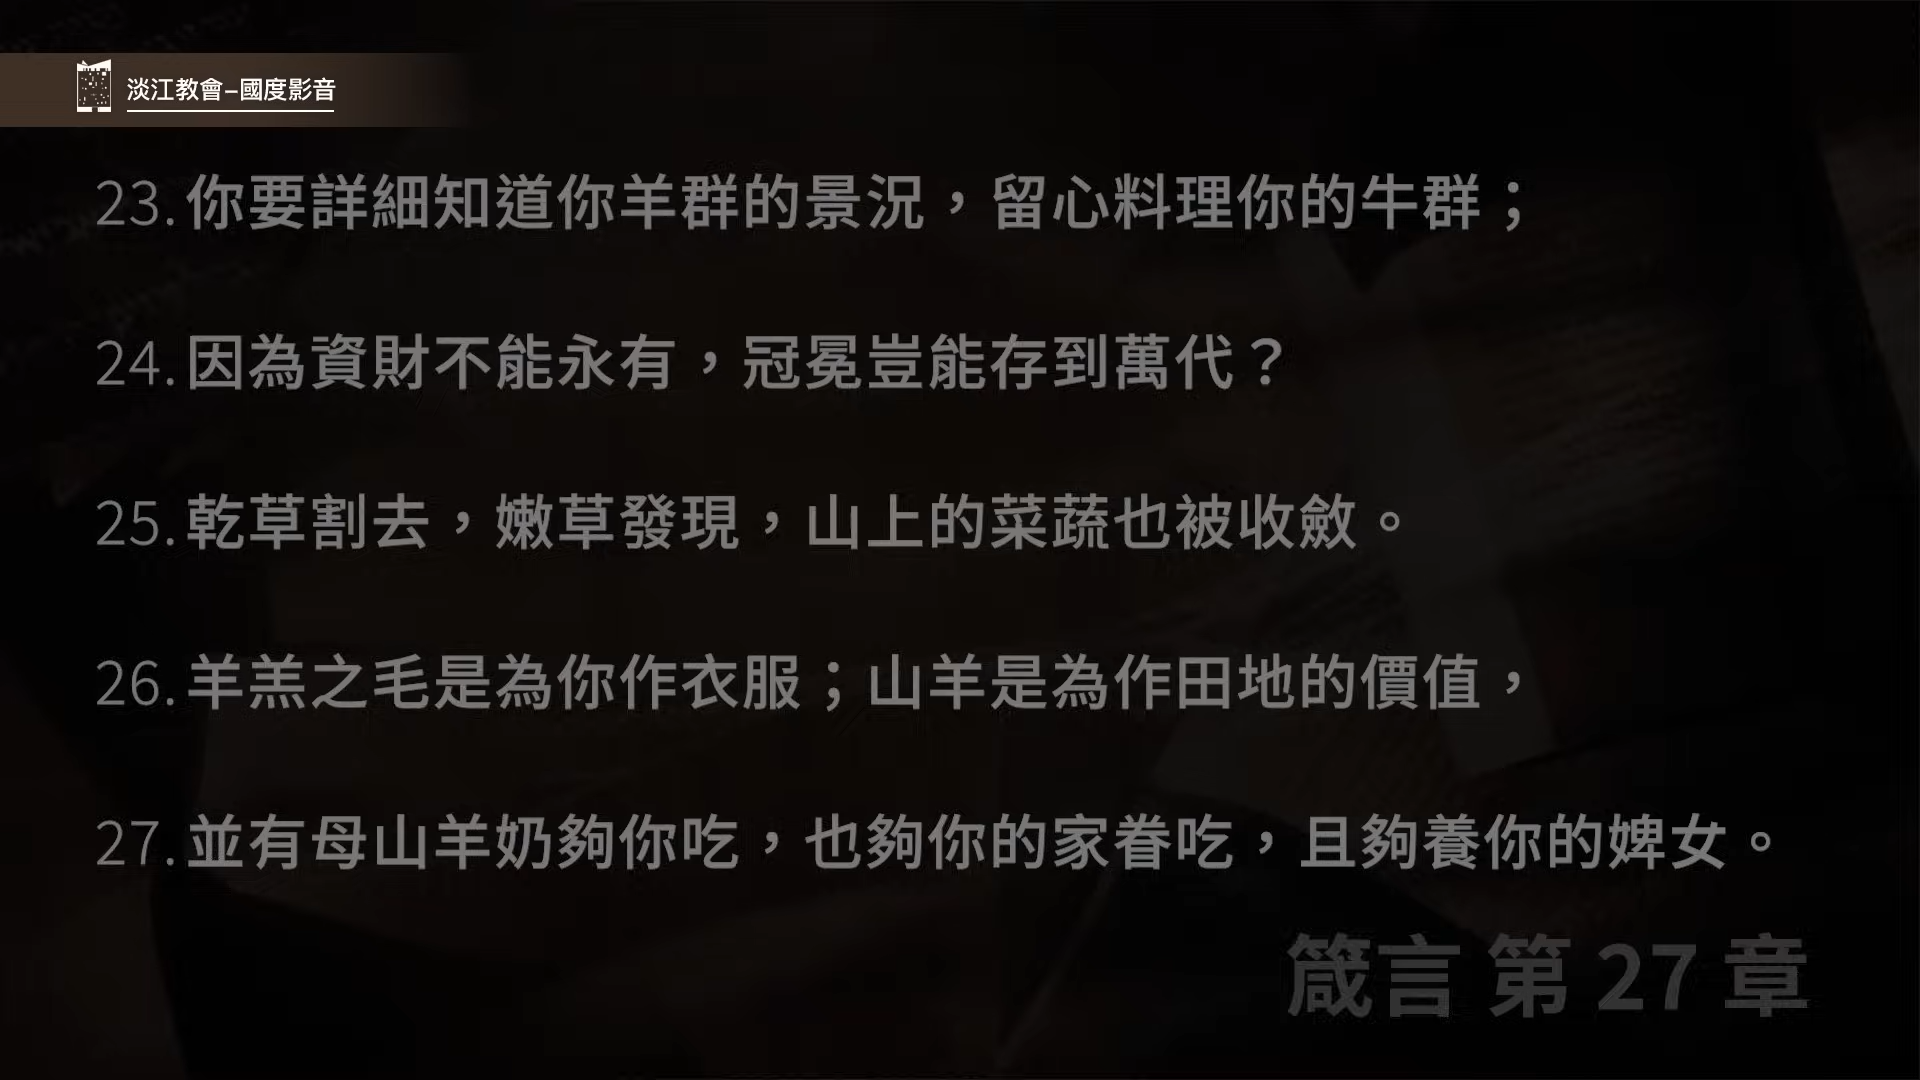 淡江教會–國度影音
23.你要詳細知道你羊群的景況，留心料理你的牛群；
24.因為資財不能永有，冠冕豈能存到萬代？
25.乾草割去，嫩草發現，山上的菜蔬也被收斂。
26.羊羔之毛是為你作衣服；山羊是為作田地的價值，
27.並有母山羊奶夠你吃，也夠你的家眷吃，且夠養你的婢女。
箴言 第 27 章